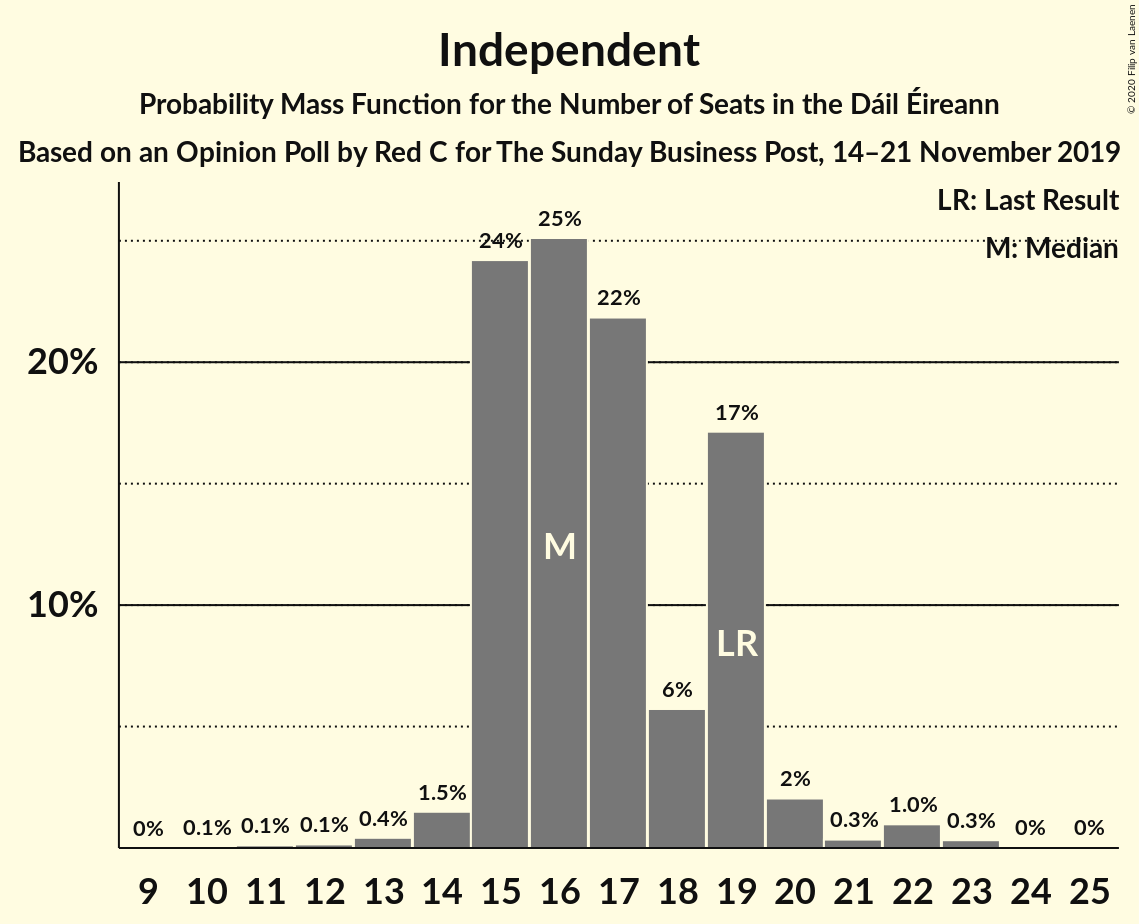 Independent
Probability Mass Function for the Number of Seats in the Dáil Éireann
Based on an Opinion Poll by Red C for The Sunday Business Post, 14–21 November 2019
© 2020 Filip van Laenen
LR: Last Result
M: Median
25%
24%
22%
20%
17%
M
10%
LR
6%
0% 0.1% 0.1% 0.1% 0.4% 1.5% 2% 0.3% 1.0% 0.3% 0% 0%
9 10 11 12 13 14 15 16 17 18 19 20 21 22 23 24 25